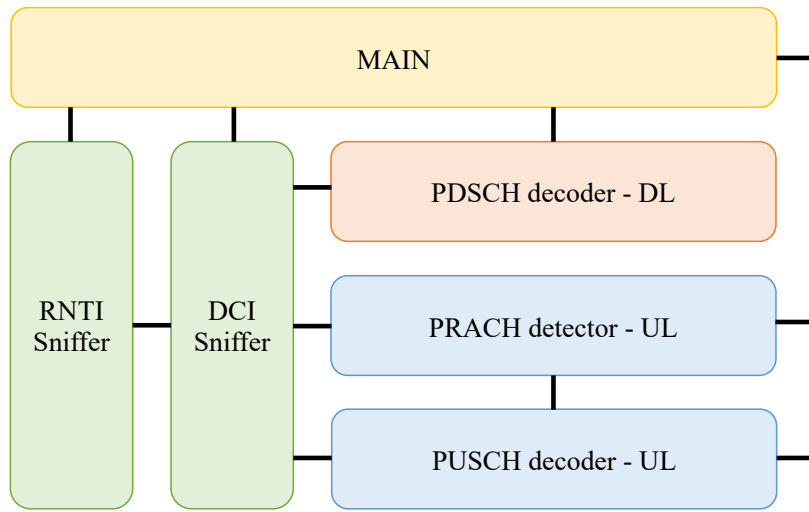 MAIN
PDSCH decoder - DL
RNTI
Sniffer
DCI
Sniffer
PRACH detector - UL
PUSCH decoder - UL